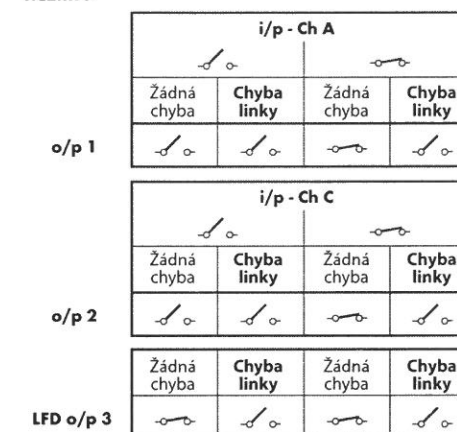 i/p - Ch A
Žádná chyba Chyba linky Žádná chyba Chyba linky
o/p 1
i/p - Ch C
Žádná chyba Chyba linky Žádná chyba Chyba linky
o/p 2
Žádná chyba Chyba linky Žádná chyba Chyba linky
LFD o/p 3